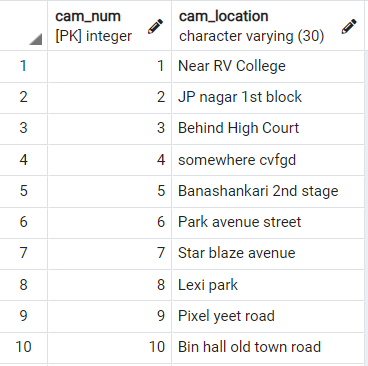 cam_num cam_location
[PK] integer character varying (30)
1 1 Near RV College
2 2 JP nagar 1st block
3 3 Behind High Court
4 4 somewhere cvfgd
5 5 Banashankari 2nd stage
6 6 Park avenue street
7 7 Star blaze avenue
8 8 Lexi park
9 9 Pixel yeet road
10 10 Bin hall old town road